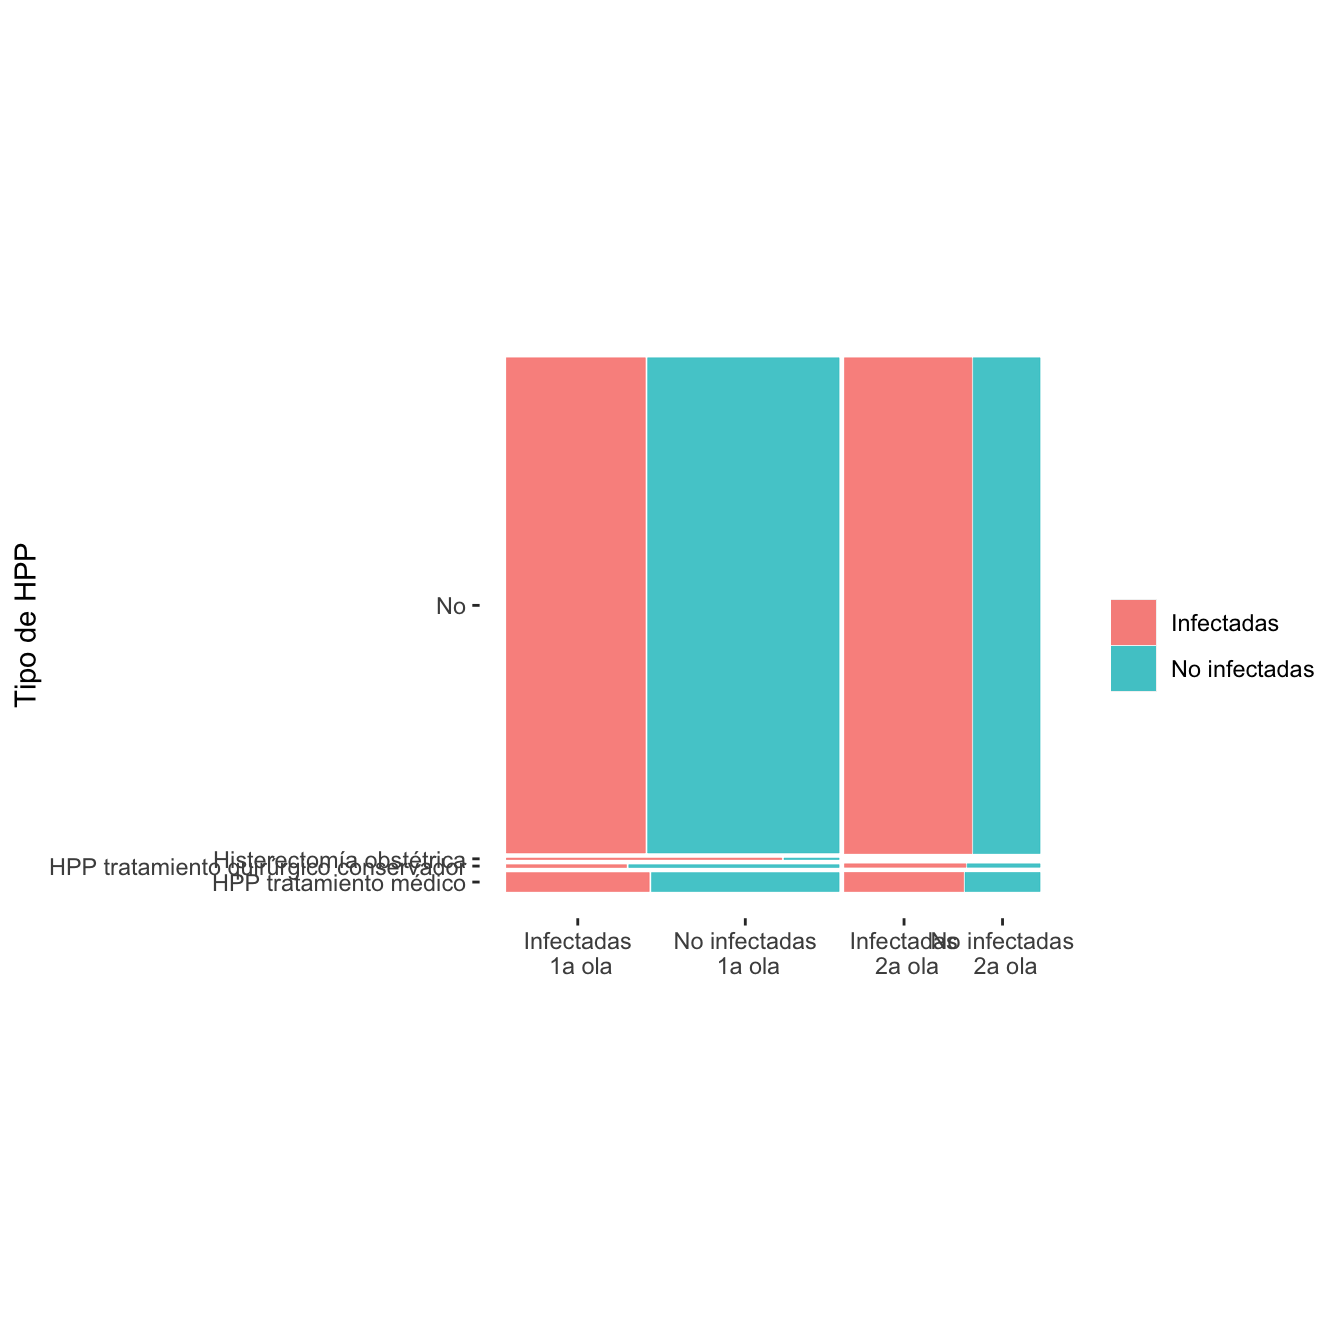 Tipo de HPP
No
Histerectomía obstétrica
HPP tratamiento quirúrgico conservador
HPP tratamiento médico
Infectadas
1a ola
No infectadas
1a ola
Infectadas
2a ola
No infectadas
2a ola
Infectadas
No infectadas